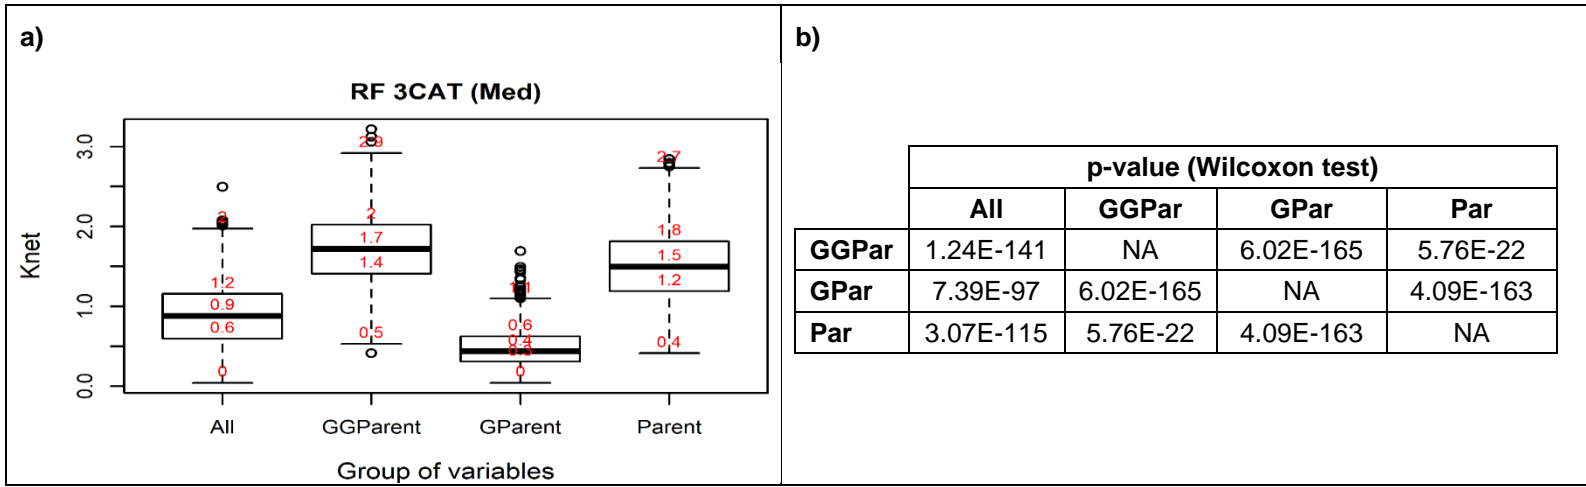 a)
RF 3CAT (Med)
Knet
3.0
2.0
1.0
0.0
2
1.2
0.9
0.6
0
2.9
2
1.7
1.4
0.5
1.1
0.6
0.4
0.3
0
2.7
1.8
1.5
1.2
0.4
All GGParent GParent Parent
Group of variables
b)
p-value (Wilcoxon test)
All GGPar GPar Par
GGPar 1.24E-141 NA 6.02E-165 5.76E-22
GPar 7.39E-97 6.02E-165 NA 4.09E-163
Par 3.07E-115 5.76E-22 4.09E-163 NA